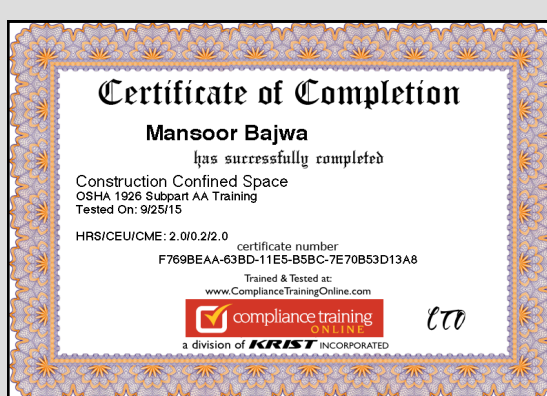 Certificate of Completion
Mansoor Bajwa
has successfully completed
Construction Confined Space
OSHA 1926 Subpart AA Training
Tested On: 9/25/15
HRS/CEU/CME: 2.0/0.2/2.0
certificate number
F769BEAA-63BD-11E5-B5BC-7E70B53D13A8
Trained & Tested at:
www.ComplianceTrainingOnline.com
compliance training
ONLINE
CTO
a division of KRIST INCORPORATED